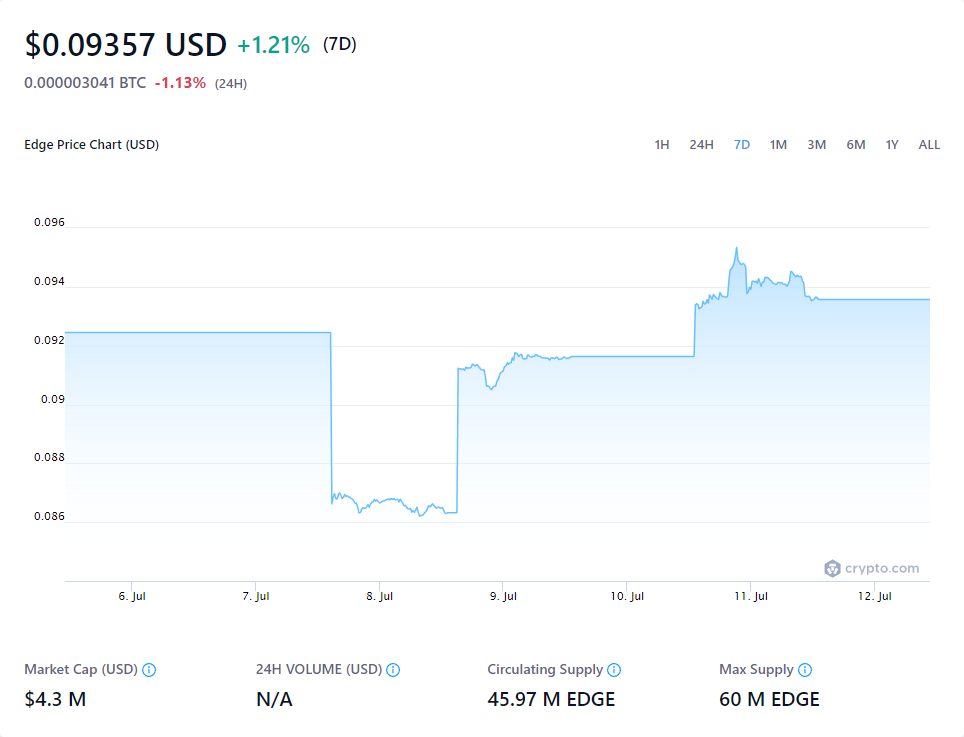 $0.09357 USD +1.21% (7D)
0.000003041 BTC -1.13% (24H)
Edge Price Chart (USD) 1H 24H 7D 1M 3M 6M 1Y ALL
0.096
0.094
0.092
0.09
0.088
0.086
crypto.com
6. Jul 7. Jul 8. Jul 9. Jul 10. Jul 11. Jul 12. Jul
Market Cap (USD) 24H VOLUME (USD) Circulating Supply Max Supply
$4.3 M N/A 45.97 M EDGE 60 M EDGE